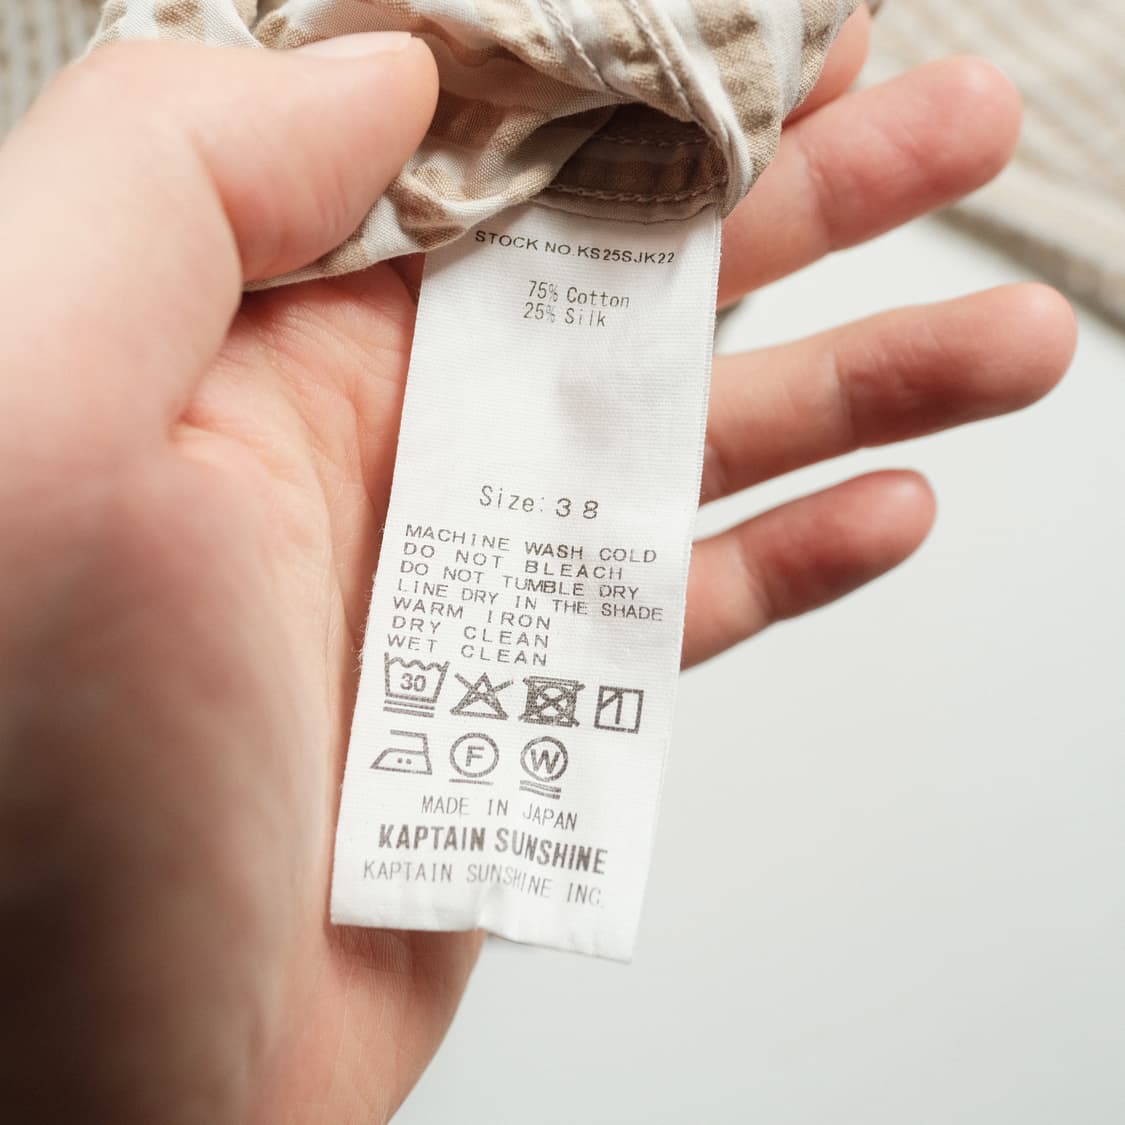 STOCK NO.KS25SJK22
75% Cotton
25% Silk
Size:38
MACHINE WASH COLD
DO NOT BLEACH
DO NOT TUMBLE DRY
LINE DRY IN THE SHADE
WARM IRON
DRY CLEAN
WET CLEAN
30
F W
MADE IN JAPAN
KAPTAIN SUNSHINE
KAPTAIN SUNSHINE INC.